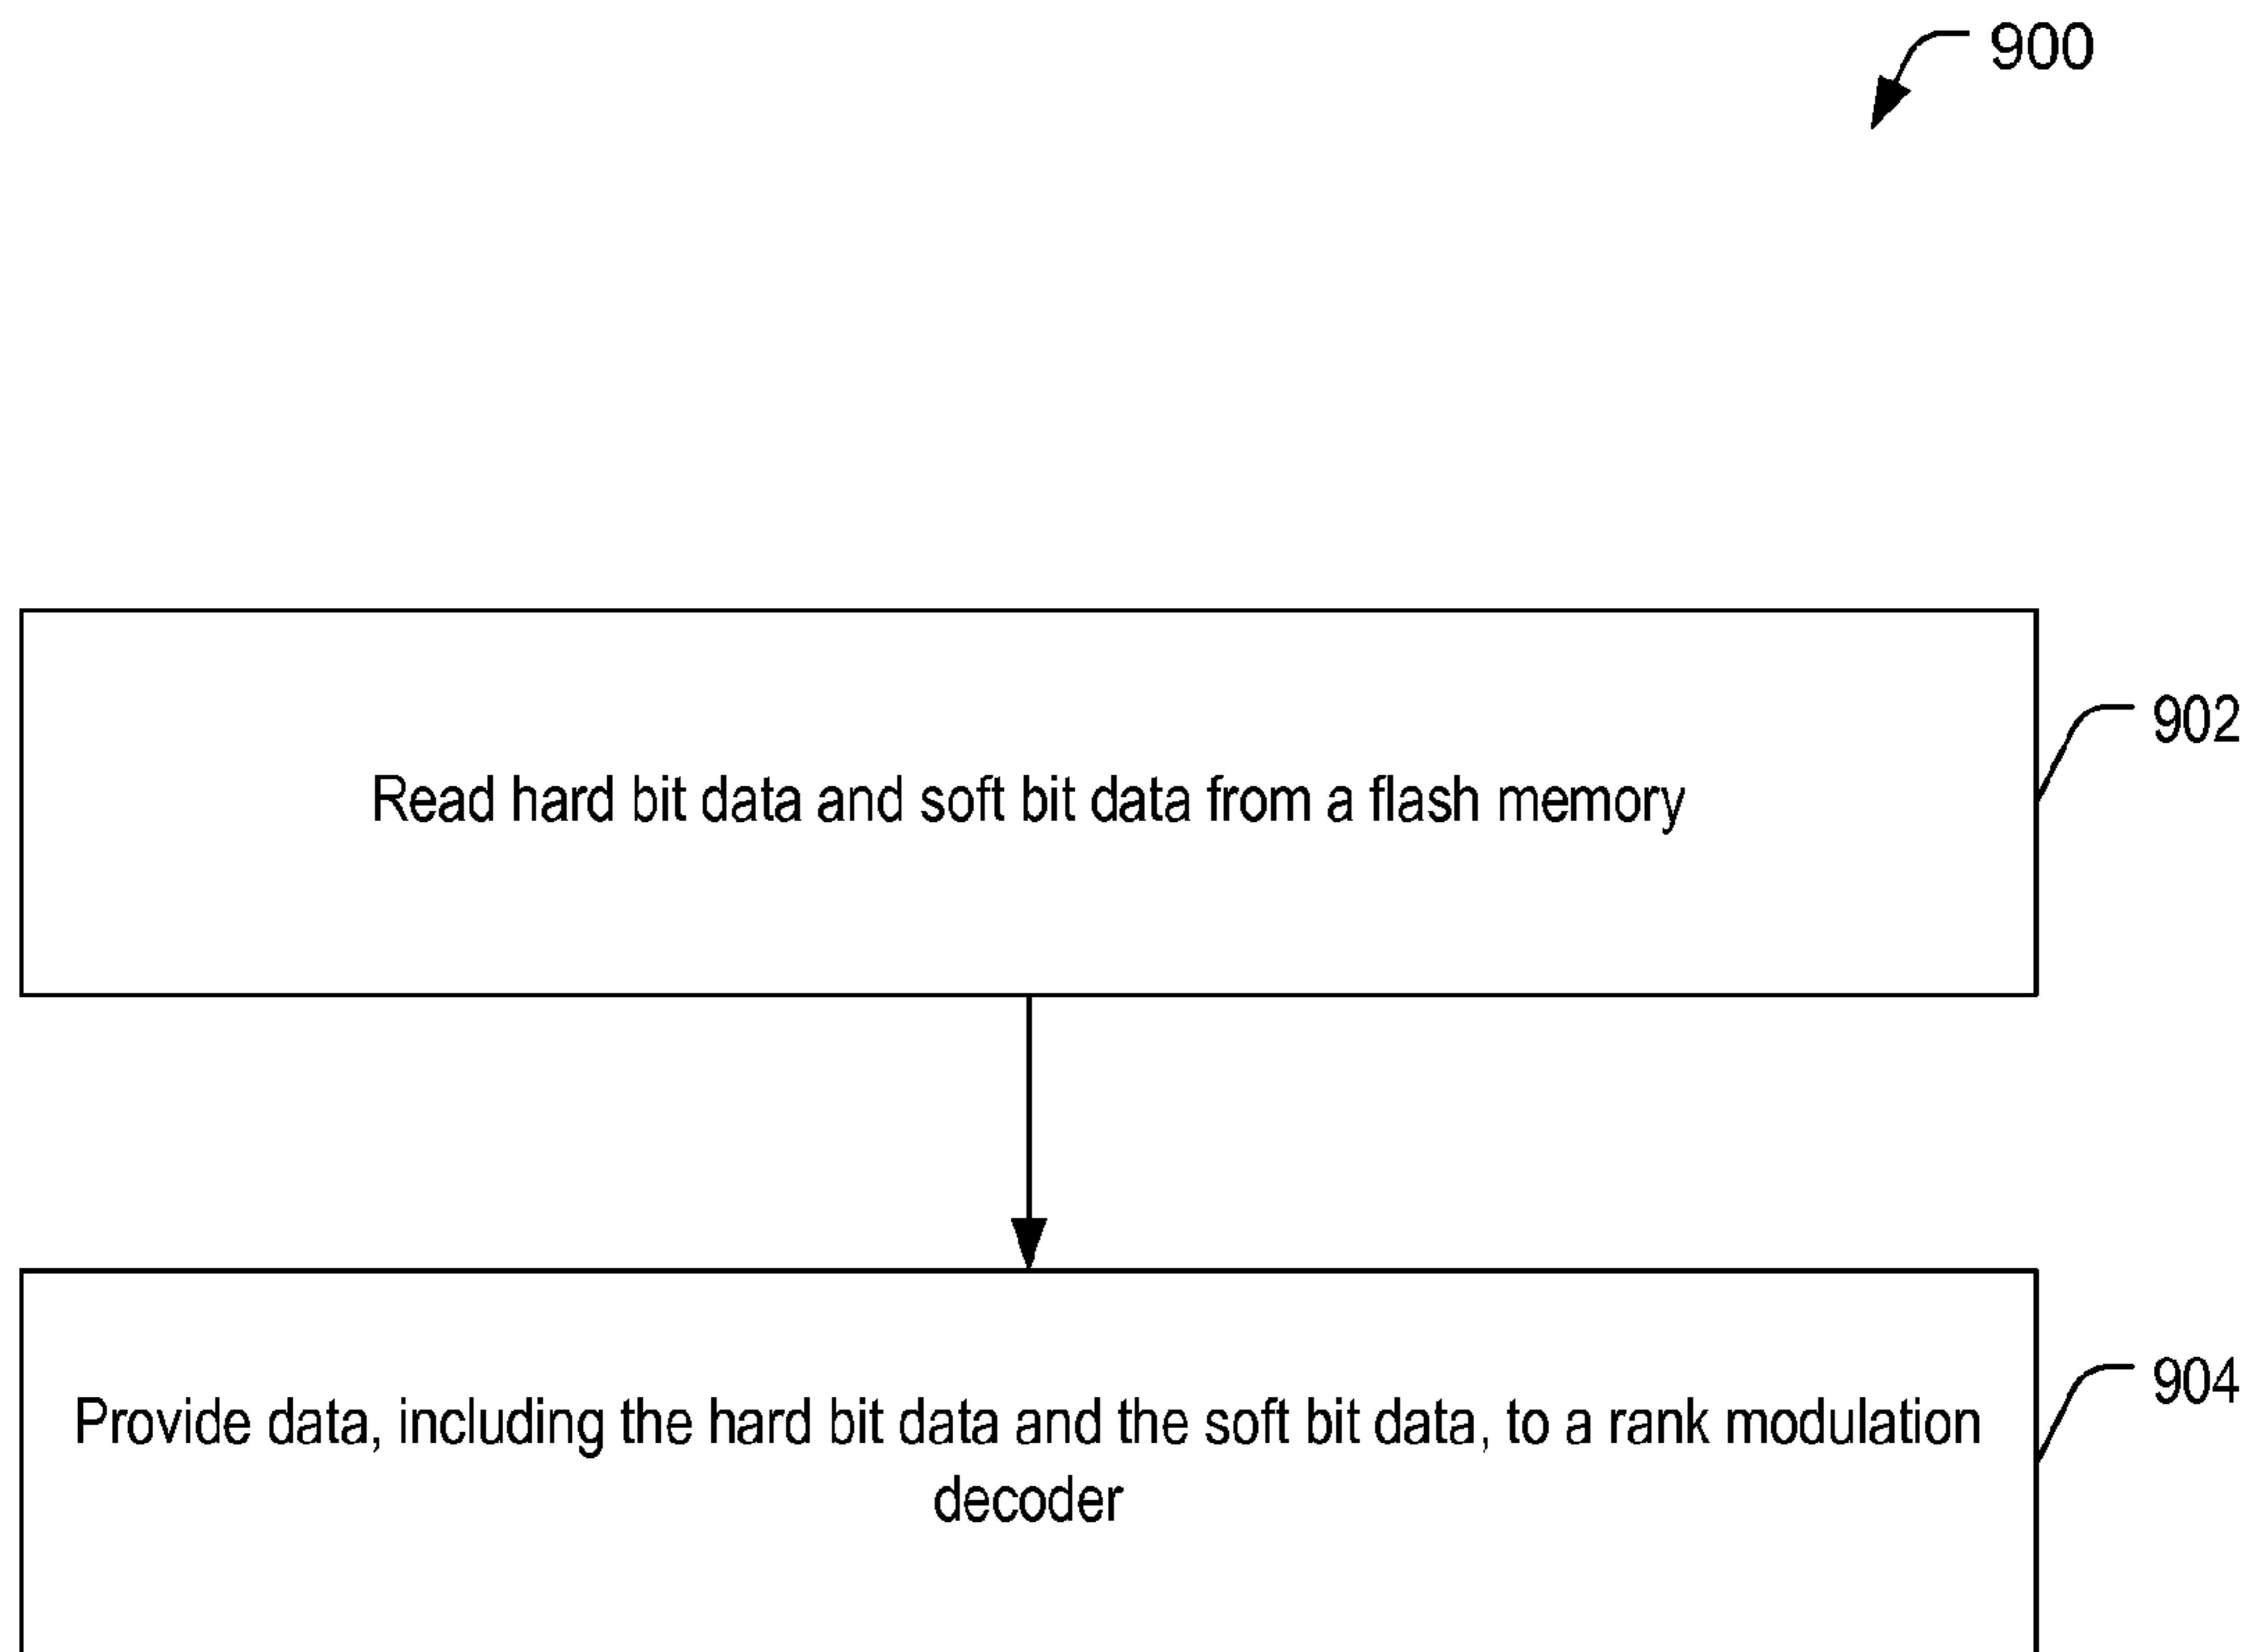 900
902
Read hard bit data and soft bit data from a flash memory
904
Provide data, including the hard bit data and the soft bit data, to a rank modulation
decoder